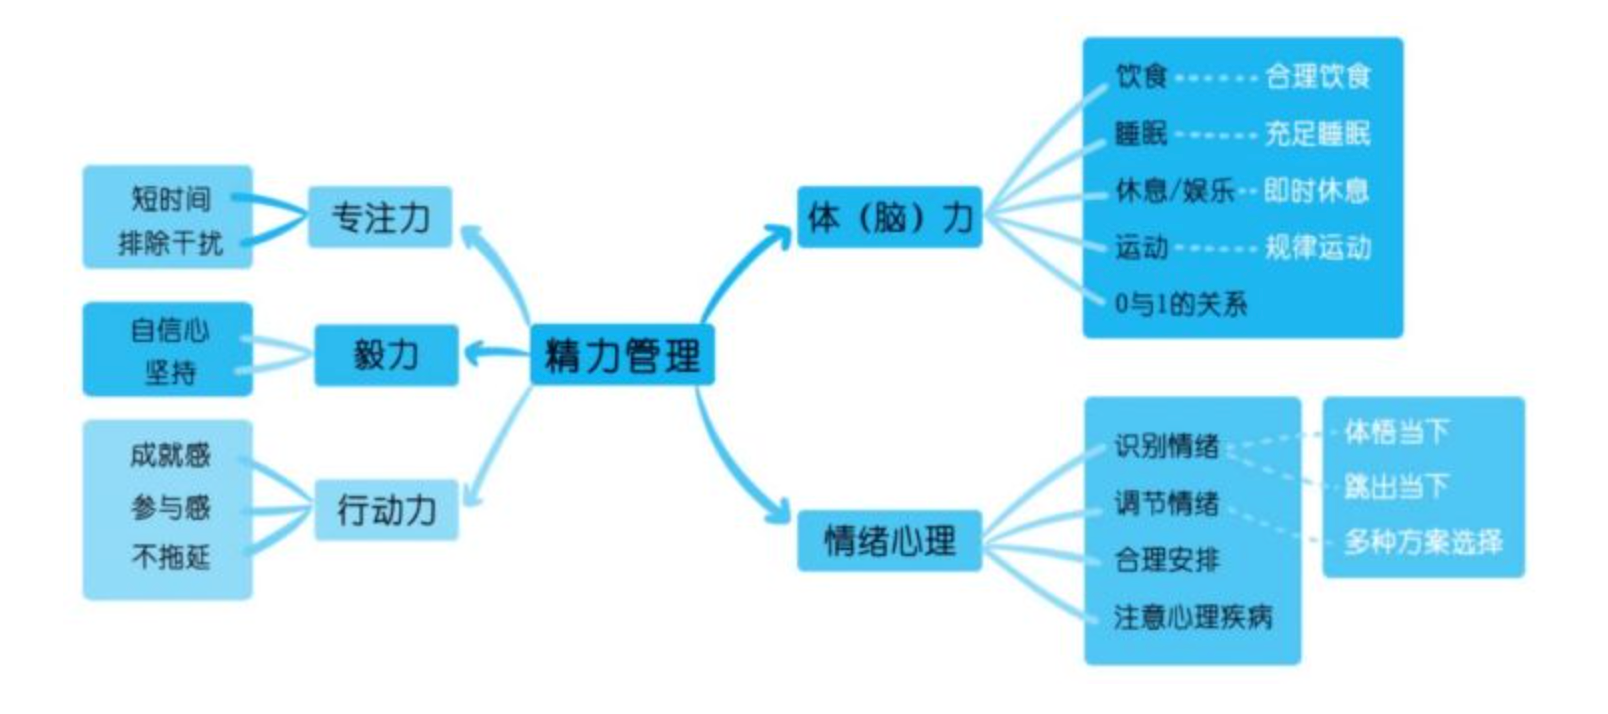 精力管理
专注力
短时间
排除干扰
毅力
自信心
坚持
行动力
成就感
参与感
不拖延
体（脑）力
饮食 合理饮食
睡眠 充足睡眠
休息/娱乐 即时休息
运动 规律运动
0与1的关系
情绪心理
识别情绪
调节情绪
合理安排
注意心理疾病
体悟当下
跳出当下
多种方案选择